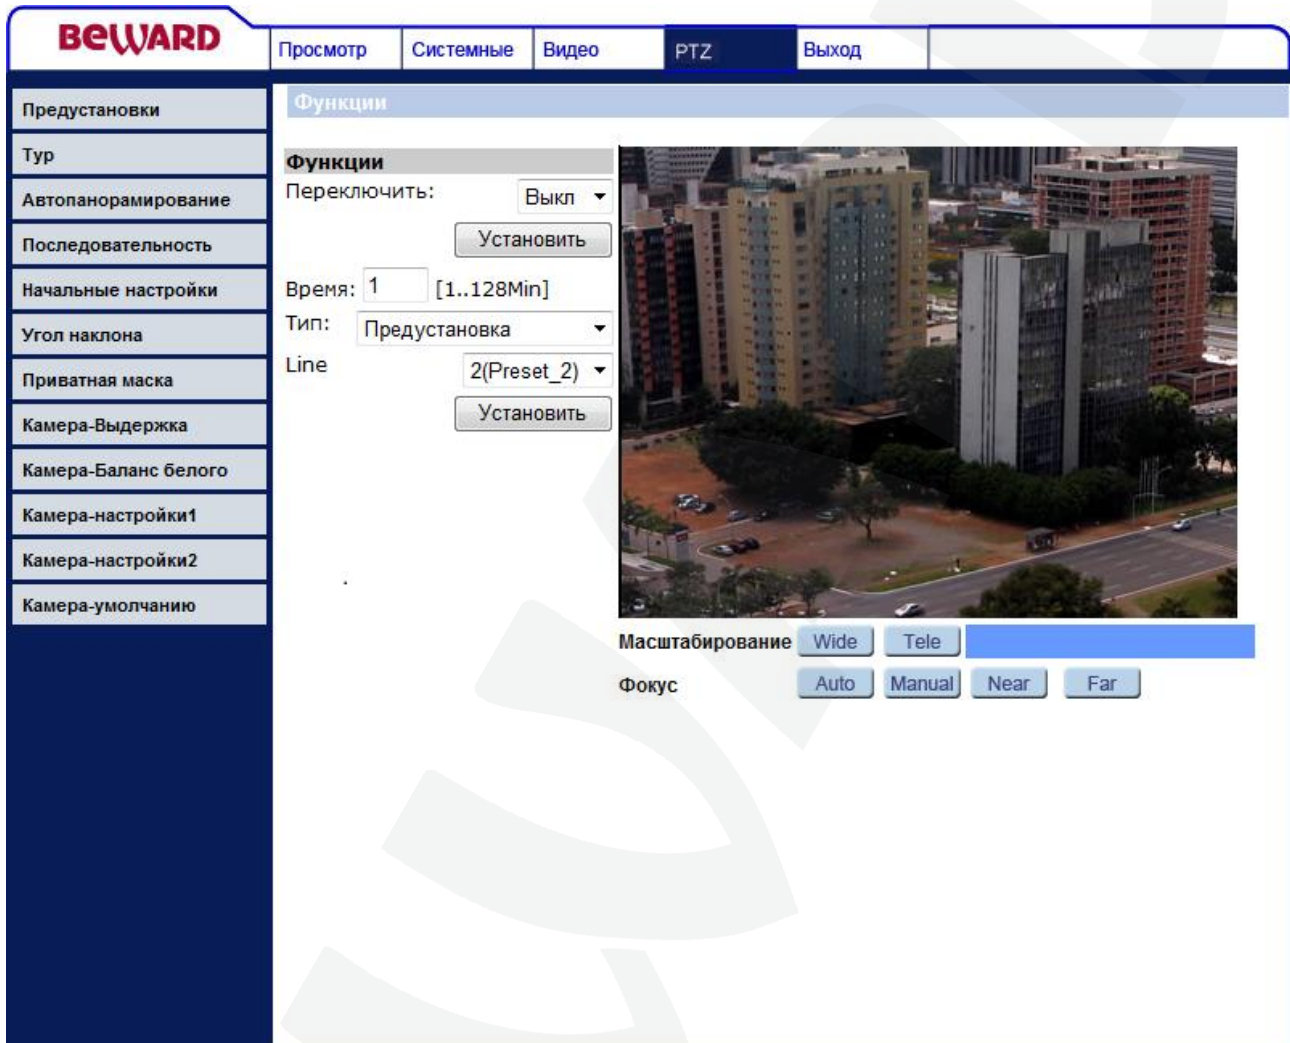 BEWARD
Просмотр Системные Видео PTZ Выход
Функции
Предустановки
Тур
Автопанорамирование
Последовательность
Начальные настройки
Угол наклона
Приватная маска
Камера-Выдержка
Камера-Баланс белого
Камера-настройки1
Камера-настройки2
Камера-умолчанию
Функции
Переключить: Выкл
Установить
Время: 1 [1..128Min]
Тип: Предустановка
Line 2(Preset_2)
Установить
.
Масштабирование Wide Tele
Фокус Auto Manual Near Far